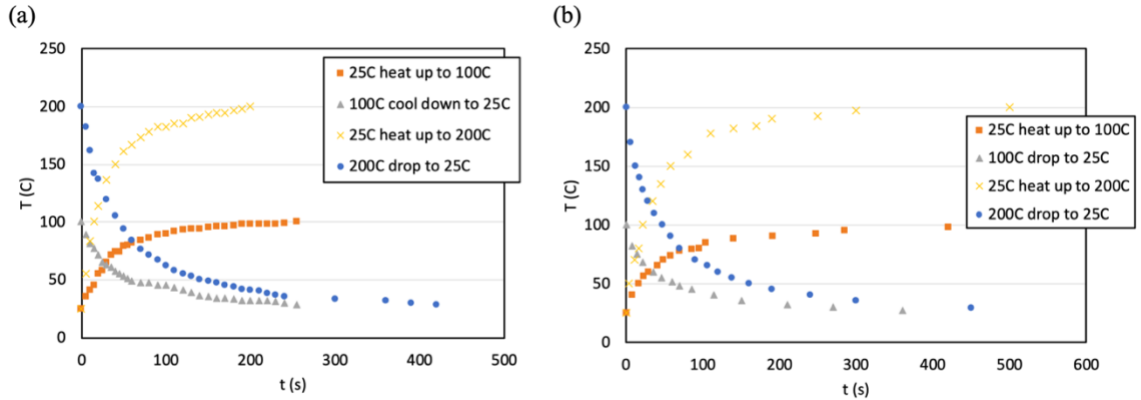 (a)
250
200
150
100
50
0
T (C)
0 100 200 300 400 500
t (s)
25C heat up to 100C
100C cool down to 25C
25C heat up to 200C
200C drop to 25C
(b)
250
200
150
100
50
0
T (C)
0 100 200 300 400 500 600
t (s)
25C heat up to 100C
100C drop to 25C
25C heat up to 200C
200C drop to 25C